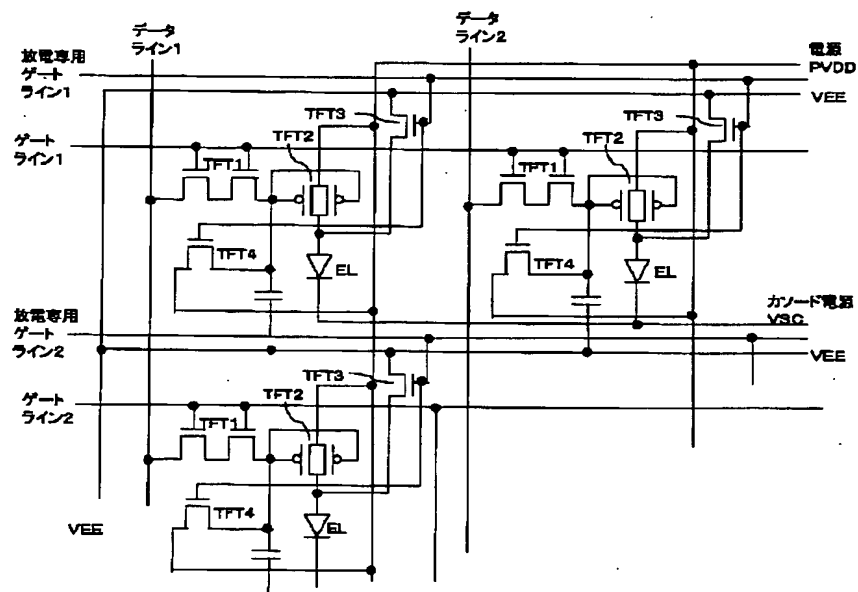 データ
ライン1
データ
ライン2
放電専用
ゲート
ライン1
電源
PVDD
VEE
TFT3
TFT3
TFT2
TFT2
ゲート
ライン1
TFT1
TFT1
TFT4
EL
TFT4
EL
放電専用
ゲート
ライン2
カソード電源
VSC
VEE
TFT3
TFT2
ゲート
ライン2
TFT1
TFT4
EL
VEE